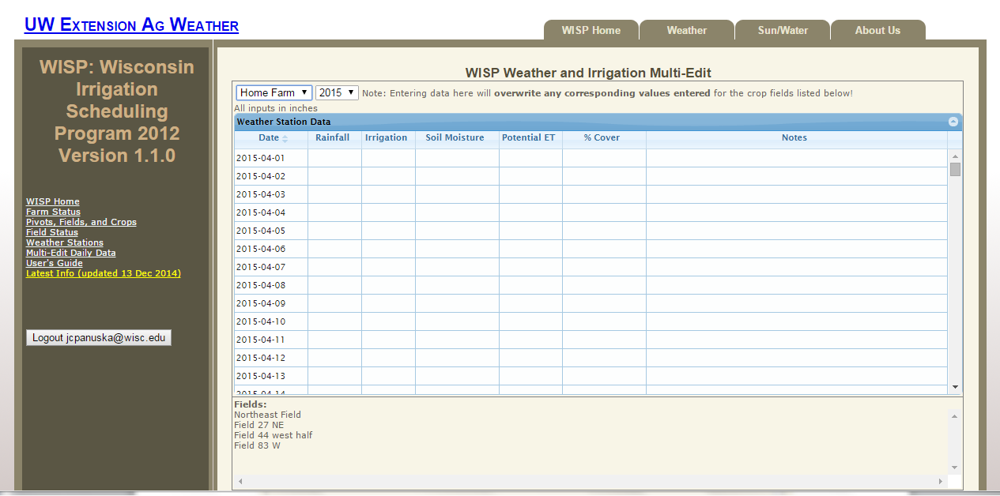 UW Extension Ag Weather
WISP Home Weather Sun/Water About Us
WISP: Wisconsin
Irrigation
Scheduling
Program 2012
Version 1.1.0
WISP Home
Farm Status
Pivots, Fields, and Crops
Field Status
Weather Stations
Multi-Edit Daily Data
User's Guide
Latest Info (updated 13 Dec 2014)
Logout jcpanuska@wisc.edu
WISP Weather and Irrigation Multi-Edit
Home Farm 2015 Note: Entering data here will overwrite any corresponding values entered for the crop fields listed below!
All inputs in inches
Weather Station Data
Date Rainfall Irrigation Soil Moisture Potential ET % Cover Notes
2015-04-01
2015-04-02
2015-04-03
2015-04-04
2015-04-05
2015-04-06
2015-04-07
2015-04-08
2015-04-09
2015-04-10
2015-04-11
2015-04-12
2015-04-13
2015-04-14
Fields:
Northeast Field
Field 27 NE
Field 44 west half
Field 83 W